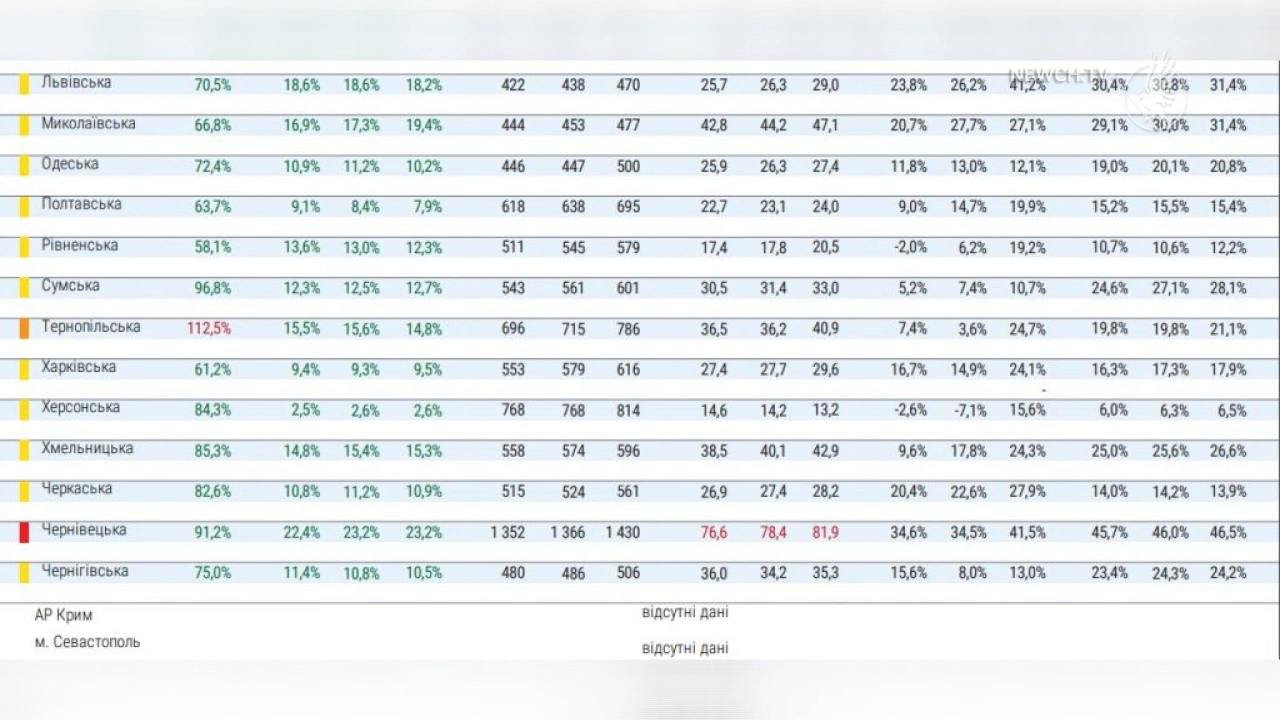 NEWCH.TV
Львівська 70,5% 18,6% 18,6% 18,2% 422 438 470 25,7 26,3 29,0 23,8% 26,2% 41,2% 30,4% 30,8% 31,4%
Миколаївська 66,8% 16,9% 17,3% 19,4% 444 453 477 42,8 44,2 47,1 20,7% 27,7% 27,1% 29,1% 30,0% 31,4%
Одеська 72,4% 10,9% 11,2% 10,2% 446 447 500 25,9 26,3 27,4 11,8% 13,0% 12,1% 19,0% 20,1% 20,8%
Полтавська 63,7% 9,1% 8,4% 7,9% 618 638 695 22,7 23,1 24,0 9,0% 14,7% 19,9% 15,2% 15,5% 15,4%
Рівненська 58,1% 13,6% 13,0% 12,3% 511 545 579 17,4 17,8 20,5 -2,0% 6,2% 19,2% 10,7% 10,6% 12,2%
Сумська 96,8% 12,3% 12,5% 12,7% 543 561 601 30,5 31,4 33,0 5,2% 7,4% 10,7% 24,6% 27,1% 28,1%
Тернопільська 112,5% 15,5% 15,6% 14,8% 696 715 786 36,5 36,2 40,9 7,4% 3,6% 24,7% 19,8% 19,8% 21,1%
Харківська 61,2% 9,4% 9,3% 9,5% 553 579 616 27,4 27,7 29,6 16,7% 14,9% 24,1% 16,3% 17,3% 17,9%
-
Херсонська 84,3% 2,5% 2,6% 2,6% 768 768 814 14,6 14,2 13,2 -2,6% -7,1% 15,6% 6,0% 6,3% 6,5%
Хмельницька 85,3% 14,8% 15,4% 15,3% 558 574 596 38,5 40,1 42,9 9,6% 17,8% 24,3% 25,0% 25,6% 26,6%
Черкаська 82,6% 10,8% 11,2% 10,9% 515 524 561 26,9 27,4 28,2 20,4% 22,6% 27,9% 14,0% 14,2% 13,9%
Чернівецька 91,2% 22,4% 23,2% 23,2% 1 352 1 366 1 430 76,6 78,4 81,9 34,6% 34,5% 41,5% 45,7% 46,0% 46,5%
Чернігівська 75,0% 11,4% 10,8% 10,5% 480 486 506 36,0 34,2 35,3 15,6% 8,0% 13,0% 23,4% 24,3% 24,2%
АР Крим відсутні дані
м. Севастополь відсутні дані